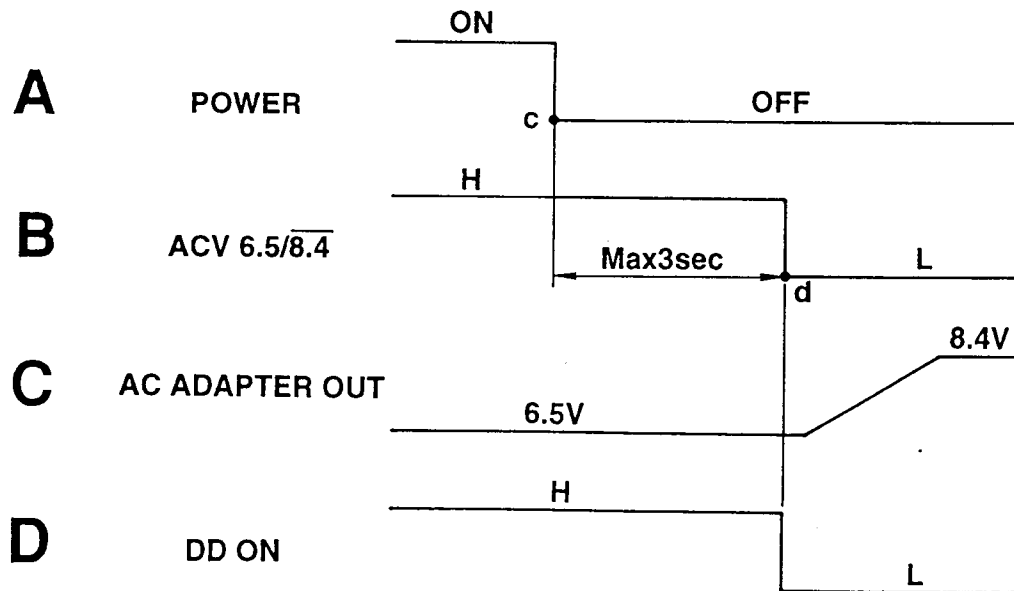 ON
A POWER c OFF
H
B ACV 6.5/8.4 Max3sec L
d
8.4V
C AC ADAPTER OUT 6.5V
H
D DD ON L